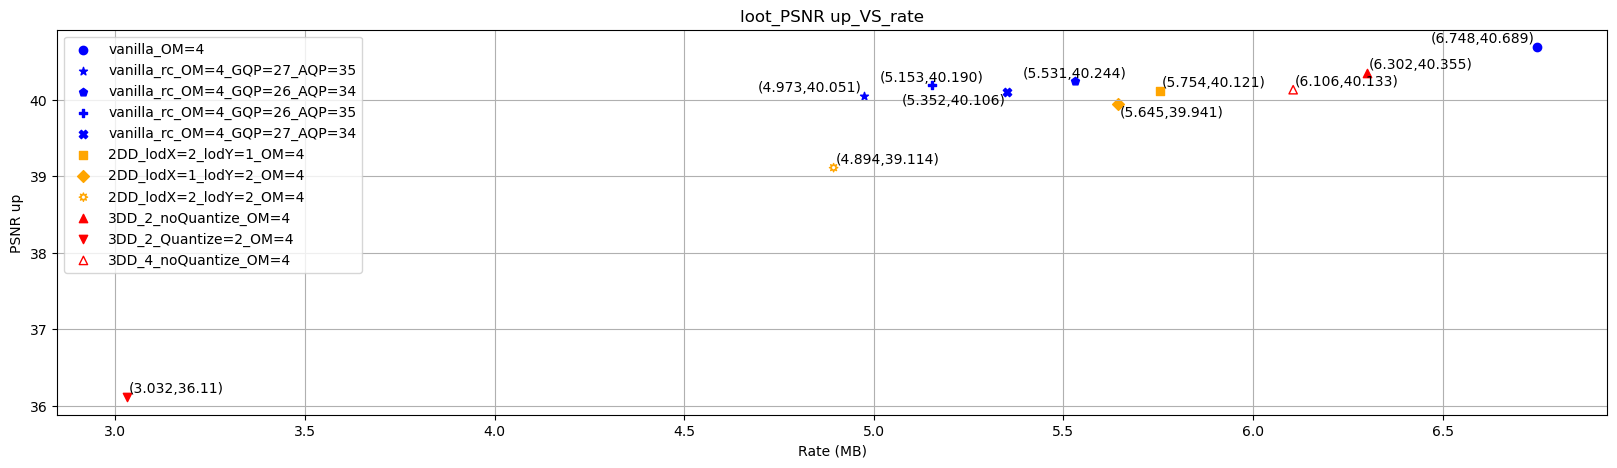 loot_PSNR up_VS_rate
vanilla_OM=4
vanilla_rc_OM=4_GQP=27_AQP=35
vanilla_rc_OM=4_GQP=26_AQP=34
vanilla_rc_OM=4_GQP=26_AQP=35
vanilla_rc_OM=4_GQP=27_AQP=34
2DD_lodX=2_lodY=1_OM=4
2DD_lodX=1_lodY=2_OM=4
2DD_lodX=2_lodY=2_OM=4
3DD_2_noQuantize_OM=4
3DD_2_Quantize=2_OM=4
3DD_4_noQuantize_OM=4
(6.748,40.689)
(6.302,40.355)
(6.106,40.133)
(5.531,40.244)
(5.153,40.190)
(4.973,40.051)
(5.754,40.121)
(5.352,40.106)
(5.645,39.941)
(4.894,39.114)
(3.032,36.11)
PSNR up
40
39
38
37
36
3.0
3.5
4.0
4.5
5.0
5.5
6.0
6.5
Rate (MB)